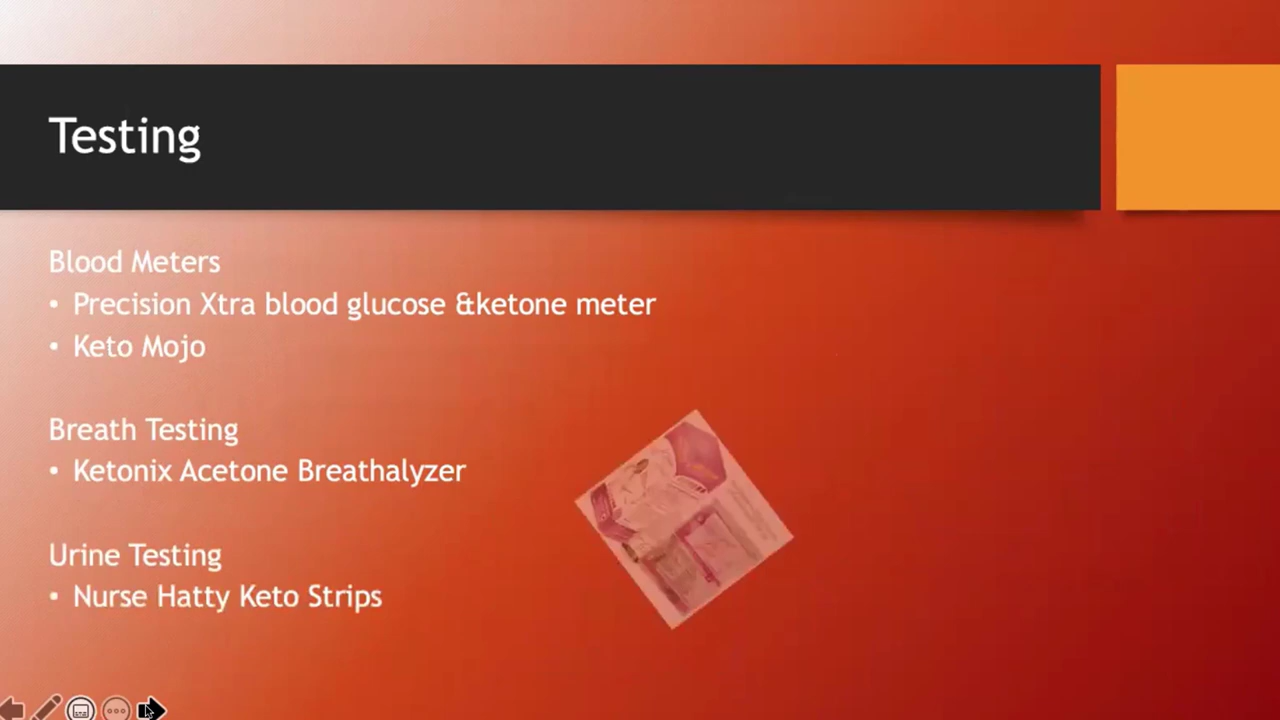 Testing
Blood Meters
• Precision Xtra blood glucose &ketone meter
• Keto Mojo
Breath Testing
• Ketonix Acetone Breathalyzer
Urine Testing
• Nurse Hatty Keto Strips